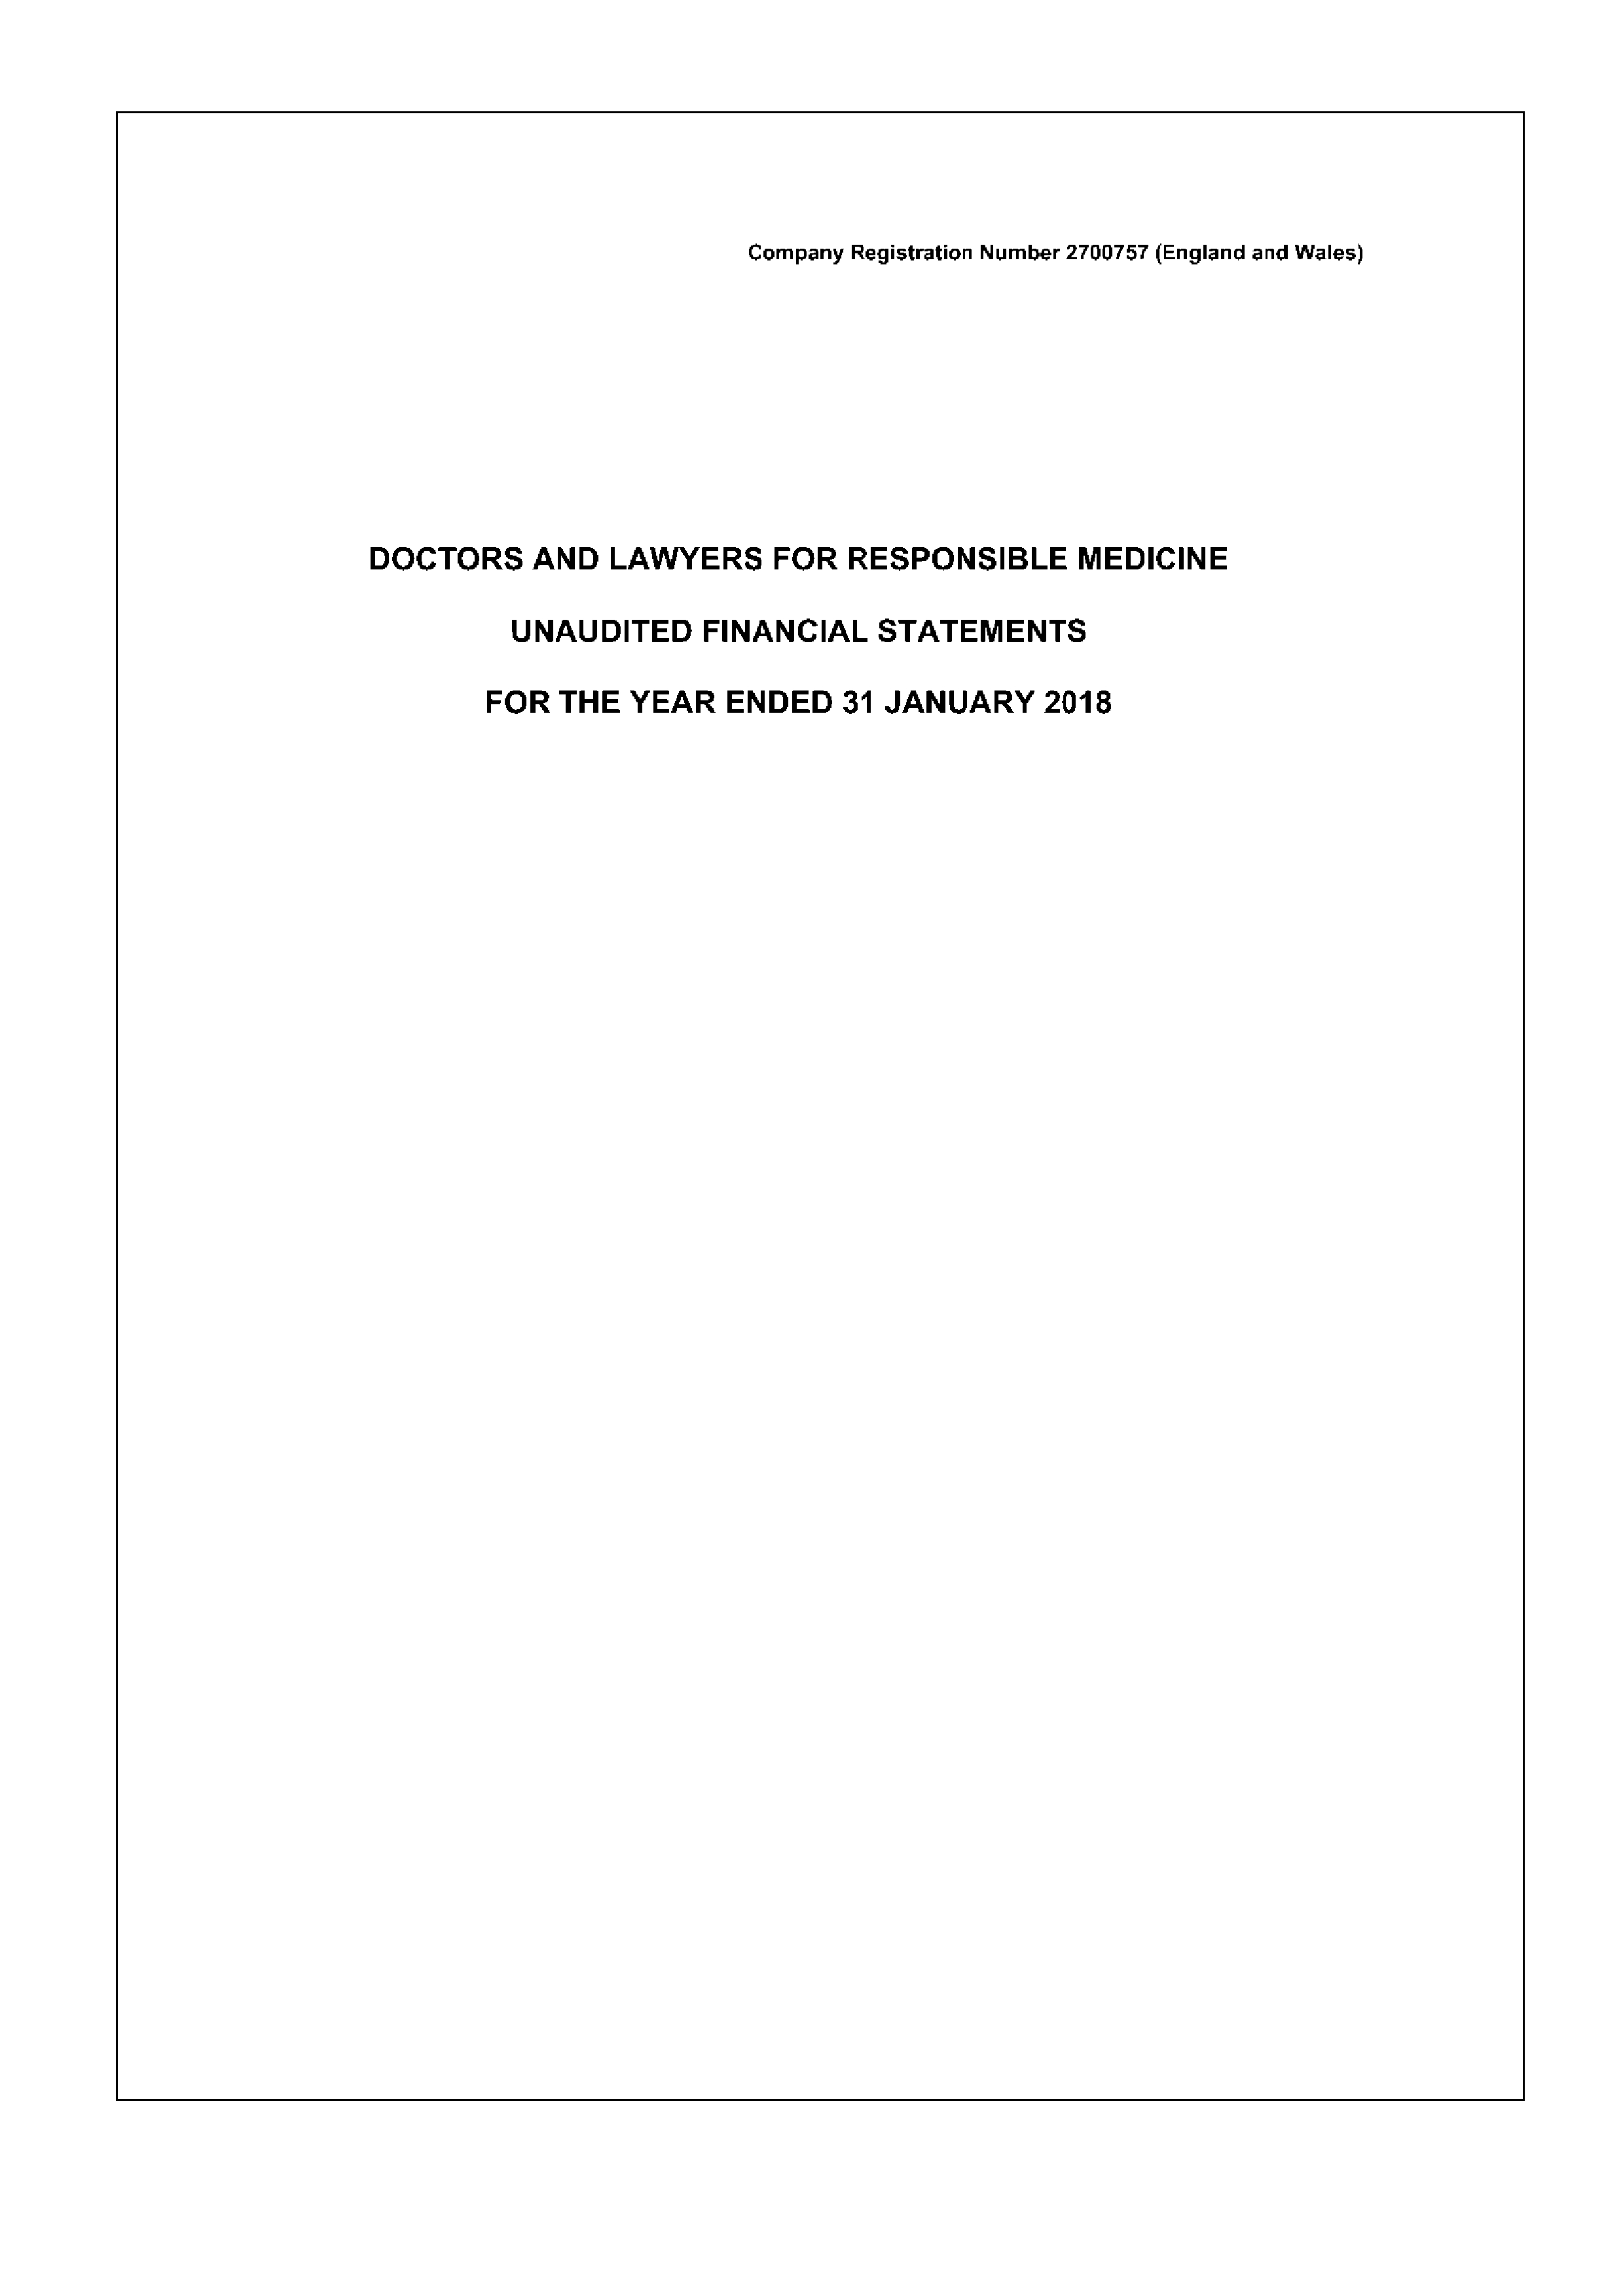 Company Registration Number 2700757 (England and Wales)
DOCTORS AND LAWYERS FOR RESPONSIBLE MEDICINE
UNAUDITED FINANCIAL STATEMENTS
FOR THE YEAR ENDED 31 JANUARY 2018